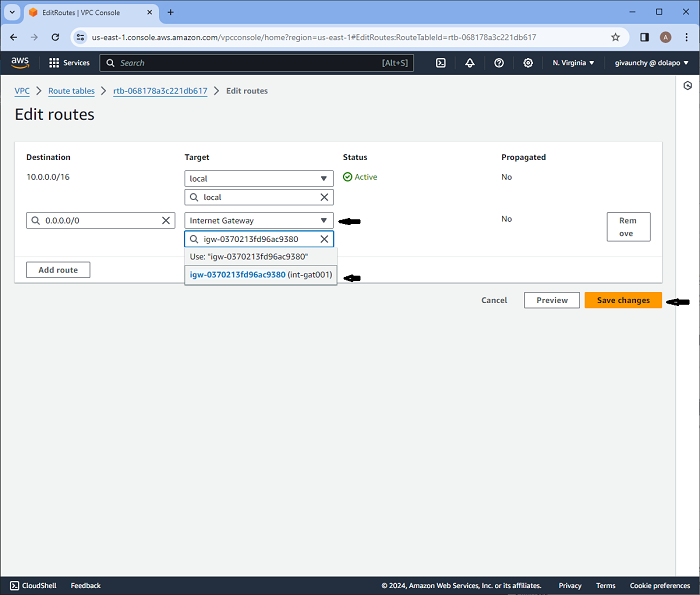 EditRoutes | VPC Console
us-east-1.console.aws.amazon.com/vpcconsole/home?region=us-east-1#EditRoutes:RouteTableId=rtb-068178a3c221db617
A
aws
Services
Search
[Alt+S]
N. Virginia
givaunchy @ dolapo
VPC > Route tables > rtb-068178a3c221db617 > Edit routes
Edit routes
Destination Target Status Propagated
10.0.0.0/16 local Active No
local
0.0.0.0/0 Internet Gateway No Rem
ove
igw-0370213fd96ac9380
Use: "igw-0370213fd96ac9380"
igw-0370213fd96ac9380 (int-gat001)
Add route
Cancel Preview Save changes
CloudShell Feedback © 2024, Amazon Web Services, Inc. or its affiliates. Privacy Terms Cookie preferences